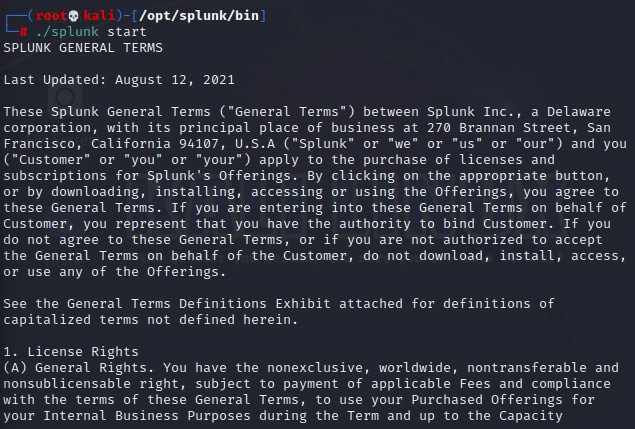 ┌──(root💀kali)-[/opt/splunk/bin]
└─# ./splunk start
SPLUNK GENERAL TERMS
Last Updated: August 12, 2021
These Splunk General Terms ("General Terms") between Splunk Inc., a Delaware
corporation, with its principal place of business at 270 Brannan Street, San
Francisco, California 94107, U.S.A ("Splunk" or "we" or "us" or "our") and you
("Customer" or "you" or "your") apply to the purchase of licenses and
subscriptions for Splunk's Offerings. By clicking on the appropriate button,
or by downloading, installing, accessing or using the Offerings, you agree to
these General Terms. If you are entering into these General Terms on behalf of
Customer, you represent that you have the authority to bind Customer. If you
do not agree to these General Terms, or if you are not authorized to accept
the General Terms on behalf of the Customer, do not download, install, access,
or use any of the Offerings.
See the General Terms Definitions Exhibit attached for definitions of
capitalized terms not defined herein.
1. License Rights
(A) General Rights. You have the nonexclusive, worldwide, nontransferable and
nonsublicensable right, subject to payment of applicable Fees and compliance
with the terms of these General Terms, to use your Purchased Offerings for
your Internal Business Purposes during the Term and up to the Capacity